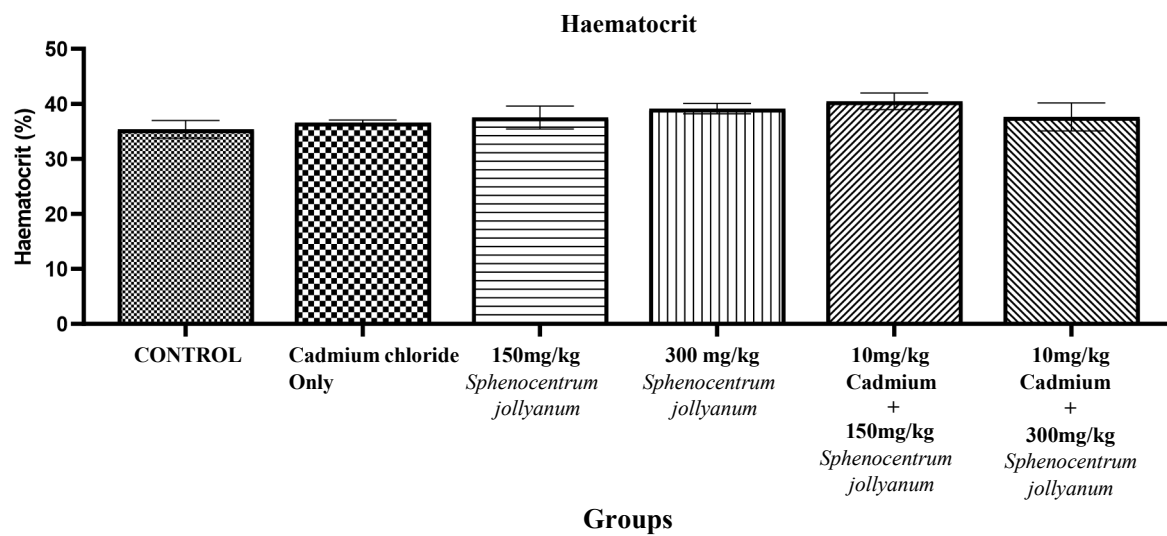 Haematocrit
Haematocrit (%)
50
40
30
20
10
0
CONTROL
Cadmium chloride
Only
150mg/kg
Sphenocentrum
jollyanum
300 mg/kg
Sphenocentrum
jollyanum
10mg/kg
Cadmium
+
150mg/kg
Sphenocentrum
jollyanum
10mg/kg
Cadmium
+
300mg/kg
Sphenocentrum
jollyanum
Groups